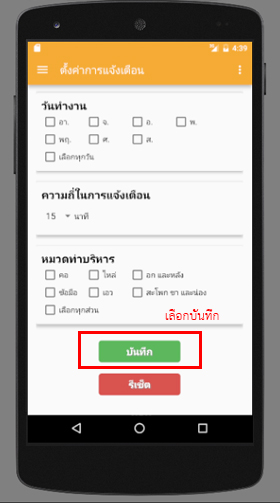 4:39
ตั้งค่าการแจ้งเตือน
วันทำงาน
อา. จ. อ. พ.
พฤ. ศ. ส.
เลือกทุกวัน
ความถี่ในการแจ้งเตือน
15 นาที
หมวดท่าบริหาร
คอ ไหล่ อก และหลัง
ข้อมือ เอว สะโพก ขา และน่อง
เลือกทุกส่วน
เลือกบันทึก
บันทึก
รีเซ็ต